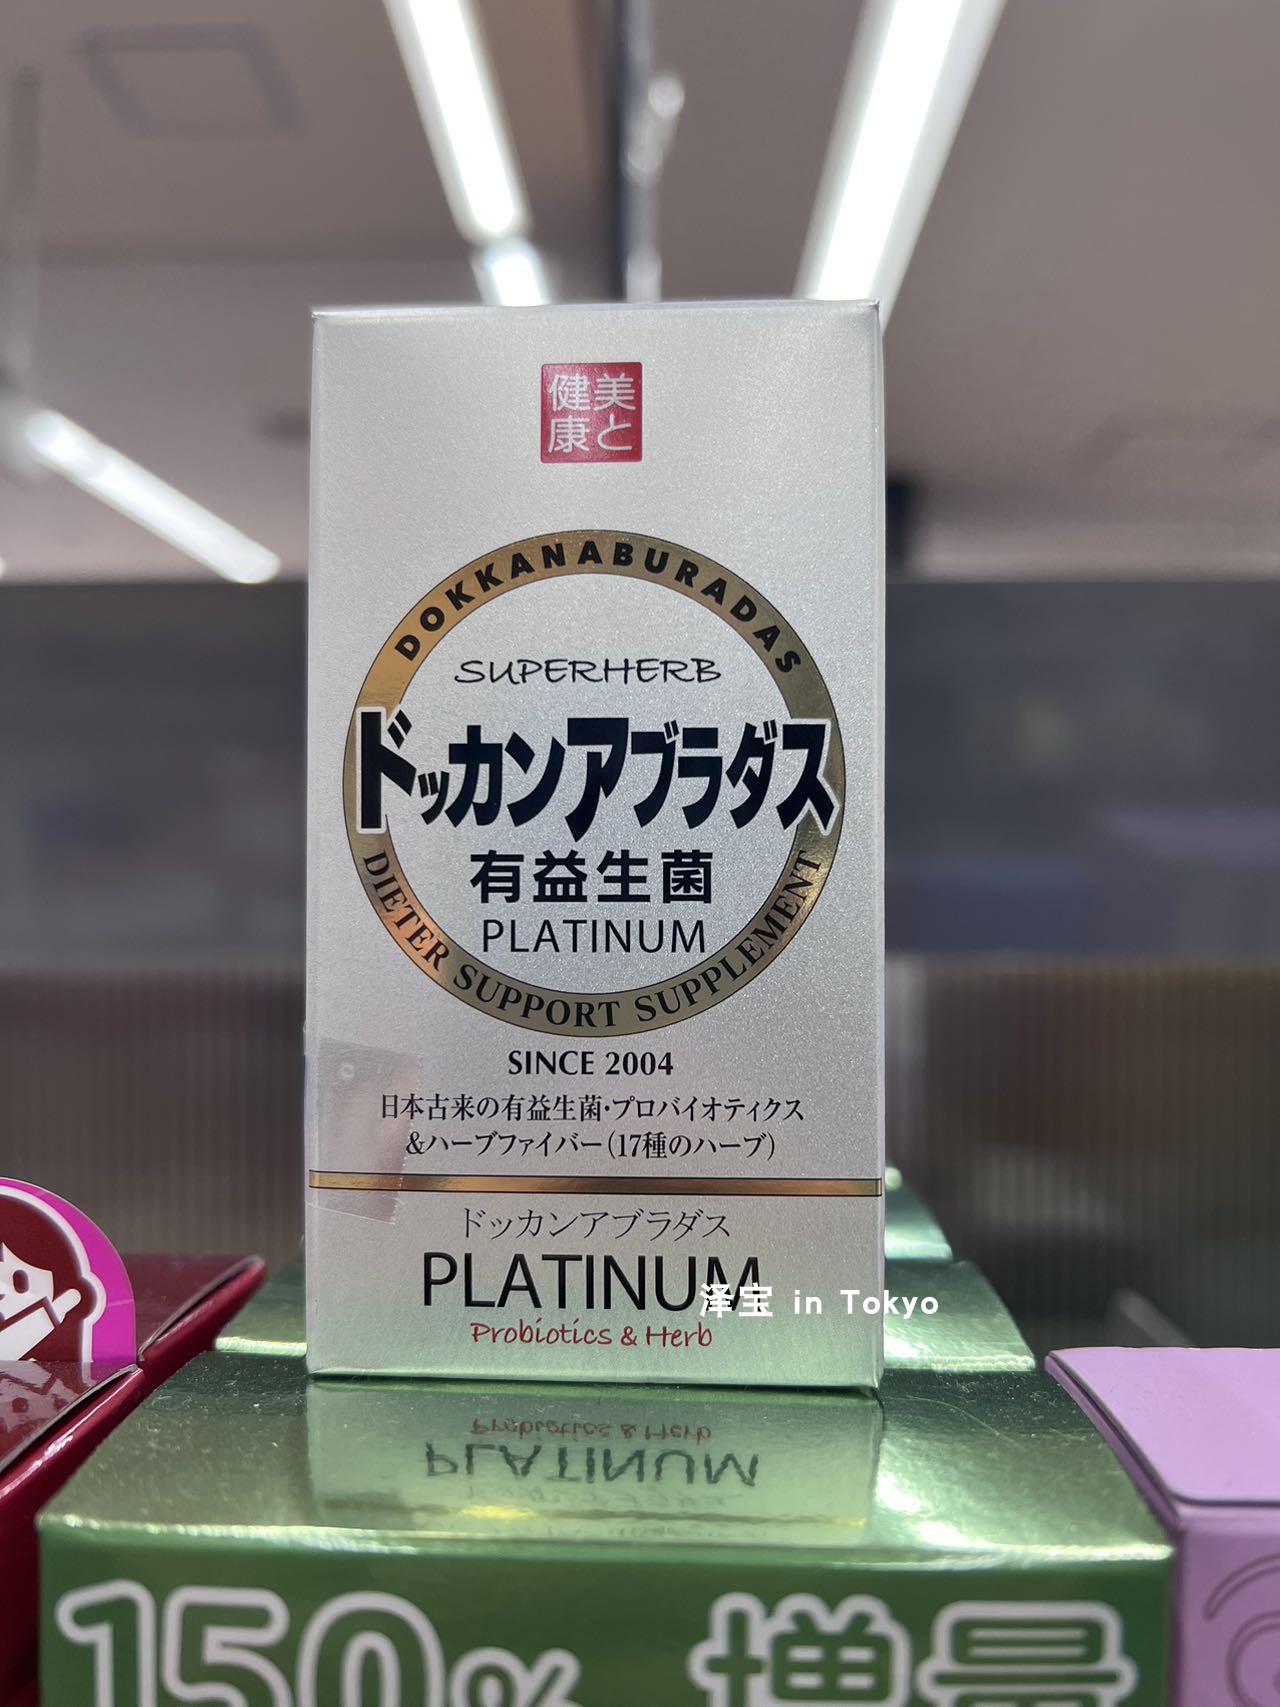 美と
健康
DOKKANABURADAS
SUPERHERB
ドッカンアブラダス
有益生菌
PLATINUM
DIETER SUPPORT SUPPLEMENT
SINCE 2004
日本古来の有益生菌・プロバイオティクス
&ハーブファイバー(17種のハーブ)
ドッカンアブラダス
PLATINUM
泽宝 in Tokyo
Probiotics & Herb
150% 増量